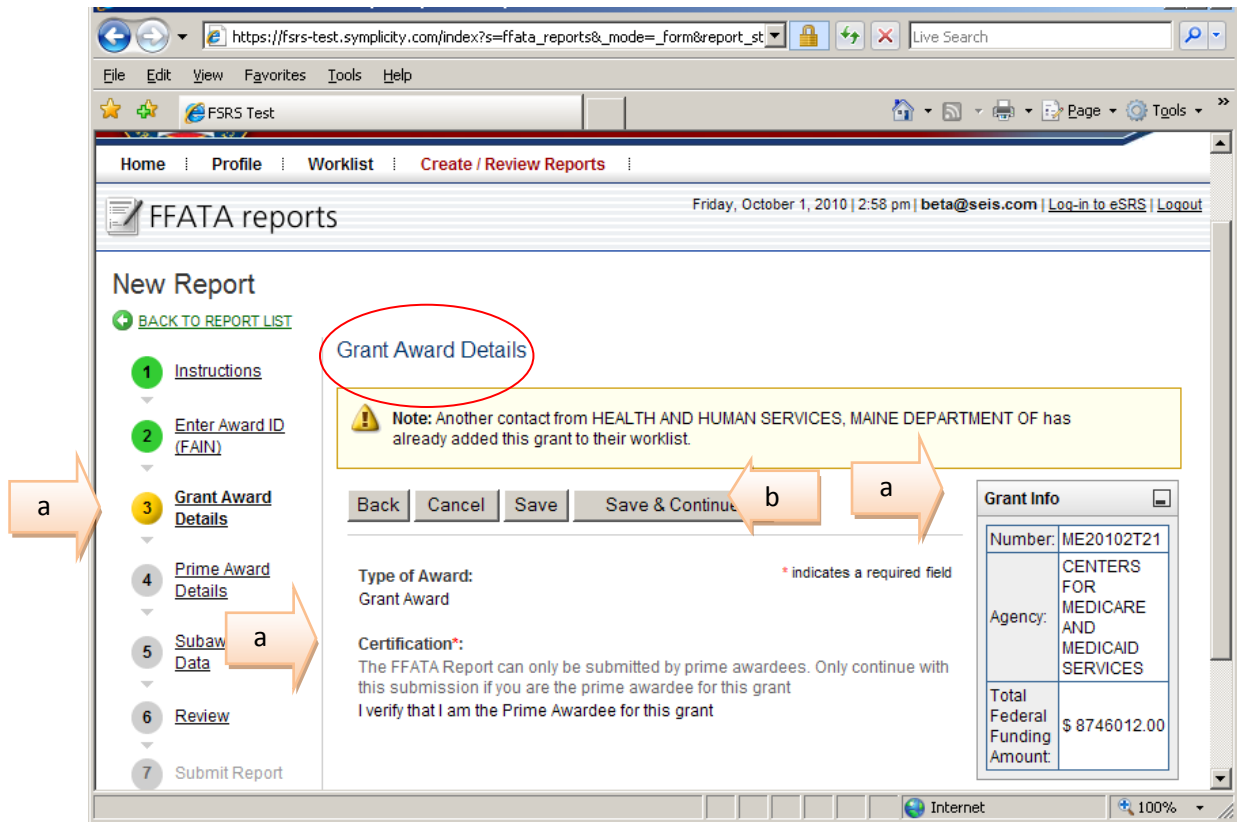 https://fsrs-test.symplicity.com/index?s=ffata_reports&_mode=_form&report_st
Live Search
File Edit View Favorites Tools Help
FSRS Test
Page Tools »
Home Profile Worklist Create / Review Reports
FFATA reports
Friday, October 1, 2010 | 2:58 pm | beta@seis.com | Log-in to eSRS | Logout
New Report
BACK TO REPORT LIST
1 Instructions
2 Enter Award ID
(FAIN)
3 Grant Award
Details
4 Prime Award
Details
5 Subaw
Data
6 Review
7 Submit Report
a
a
Grant Award Details
Note: Another contact from HEALTH AND HUMAN SERVICES, MAINE DEPARTMENT OF has
already added this grant to their worklist.
Back Cancel Save Save & Continue
b
a
* indicates a required field
Type of Award:
Grant Award
Certification*:
The FFATA Report can only be submitted by prime awardees. Only continue with
this submission if you are the prime awardee for this grant
I verify that I am the Prime Awardee for this grant
Grant Info
Number: ME20102T21
Agency: CENTERS
FOR
MEDICARE
AND
MEDICAID
SERVICES
Total
Federal
Funding
Amount: $ 8746012.00
Internet
100%